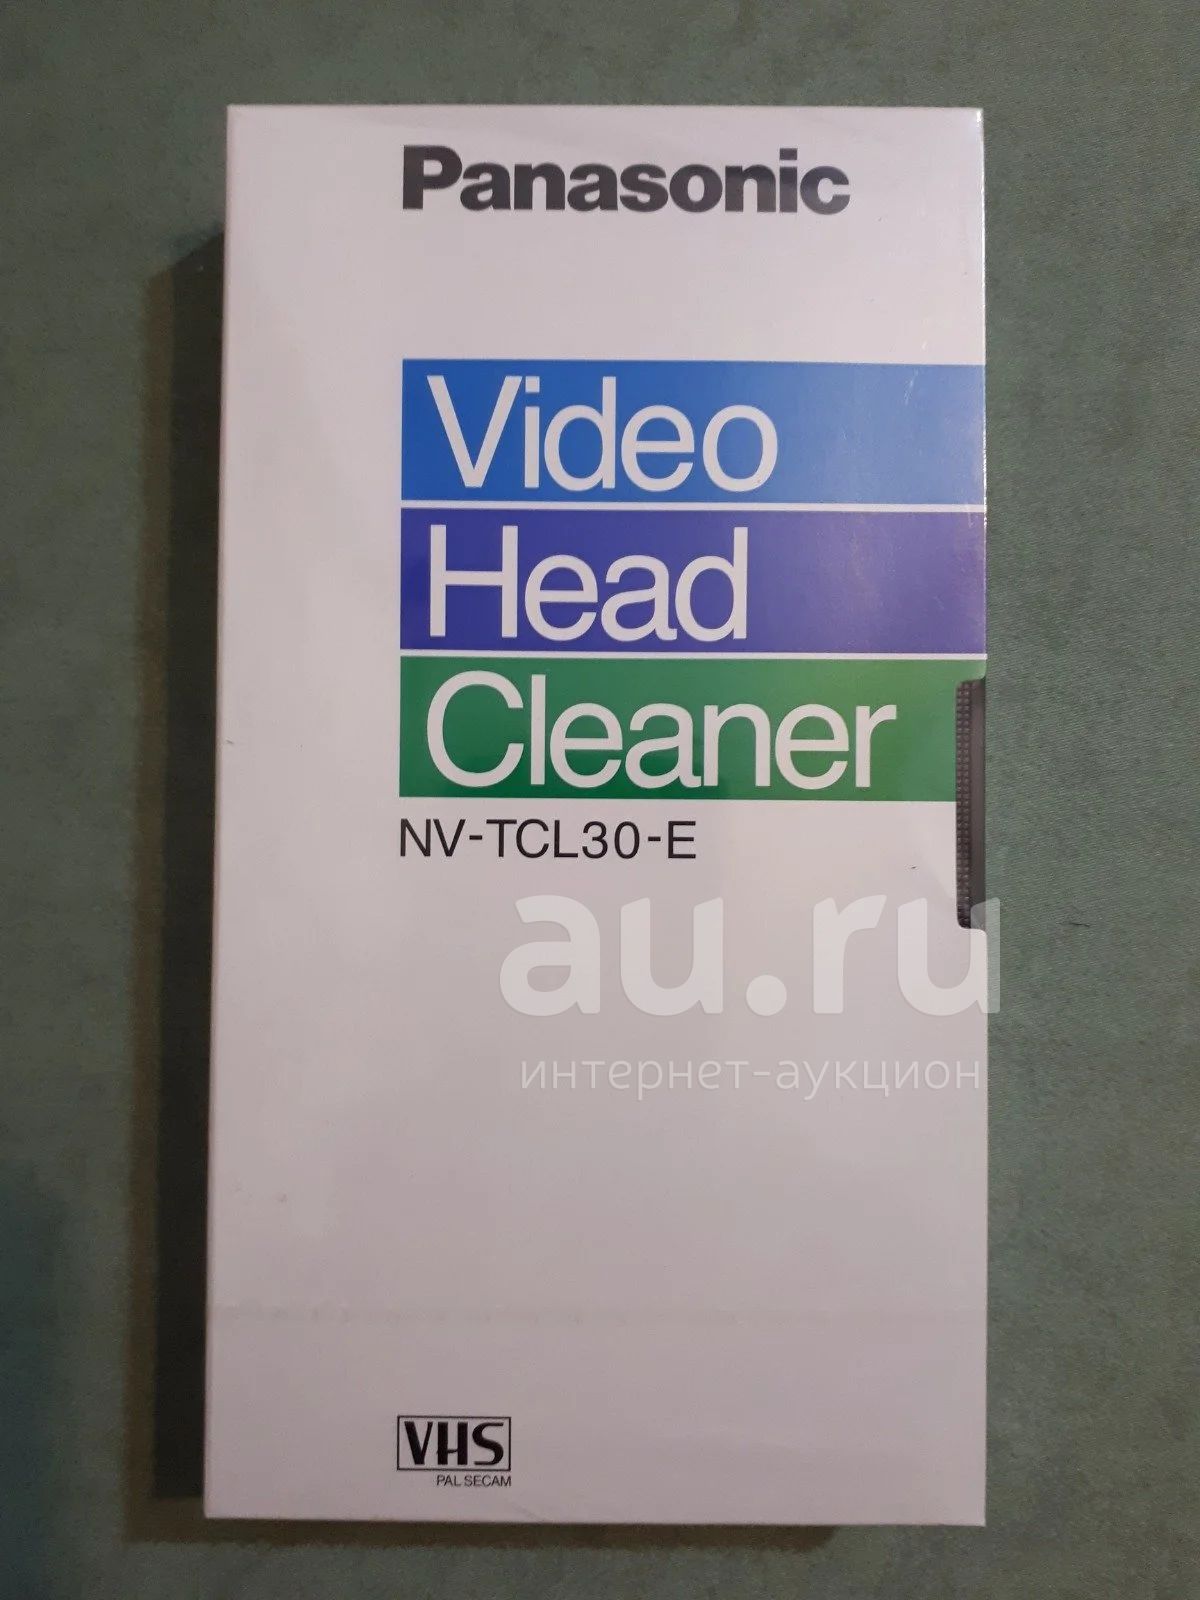 Panasonic
Video
Head
Cleaner
NV-TCL30-E
au.ru
интернет-аукцион
VHS
PAL SECAM